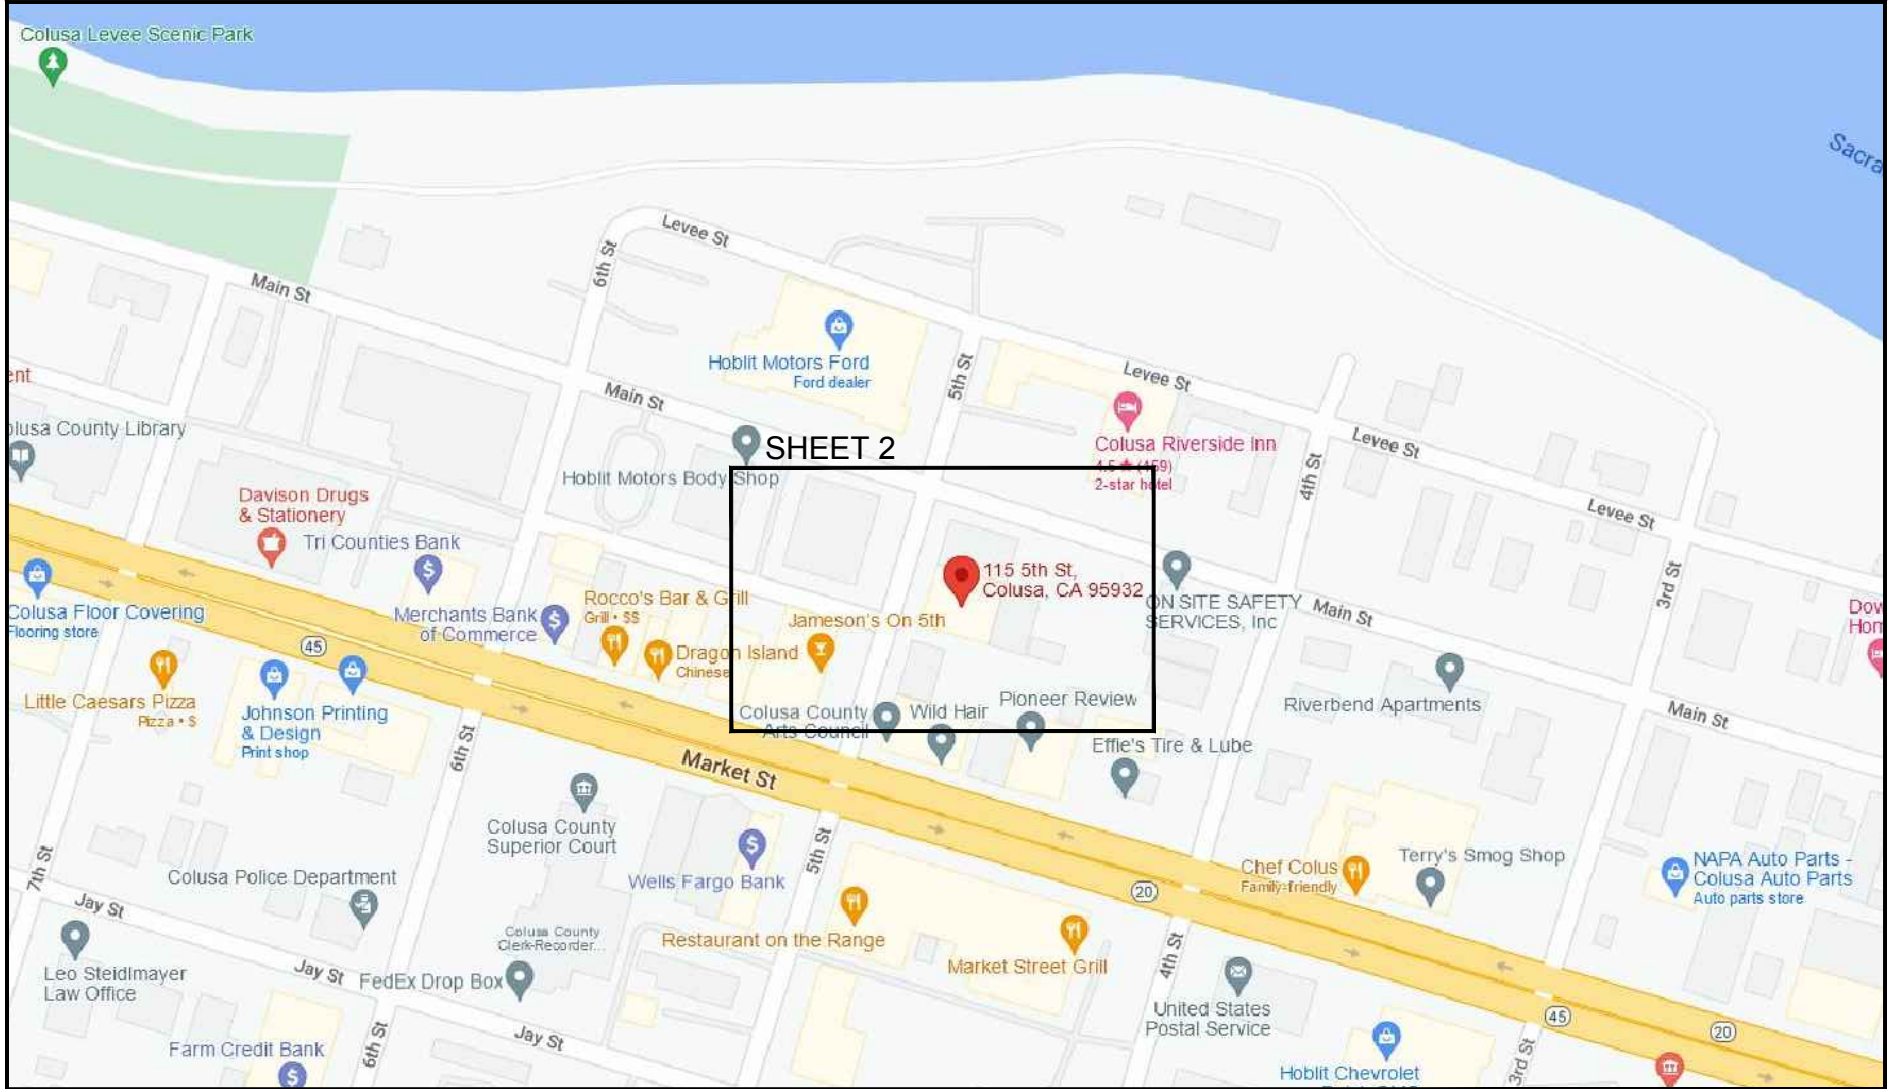 Colusa Levee Scenic Park
Levee St
6th St
Main St
Hoblit Motors Ford
Ford dealer
5th St
Levee St
Main St
Colusa Riverside Inn
2-star hotel
Levee St
4th St
SHEET 2
Hoblit Motors Body Shop
County Library
Davison Drugs
& Stationery
Tri Counties Bank
Levee St
115 5th St,
Colusa, CA 95932
3rd St
Colusa Floor Covering
Flooring store
Merchants Bank
of Commerce
Rocco's Bar & Grill
Grill • $$
Jameson's On 5th
ON SITE SAFETY
SERVICES, Inc
Main St
45
Dragon Island
Chinese
Little Caesars Pizza
Pizza • $
Johnson Printing
& Design
Print shop
Colusa County
Arts Council
Wild Hair
Pioneer Review
Riverbend Apartments
Main St
6th St
Market St
Effie's Tire & Lube
Colusa County
Superior Court
5th St
Wells Fargo Bank
7th St
Colusa Police Department
Jay St
20
Chef Colus
Family-friendly
Terry's Smog Shop
NAPA Auto Parts -
Colusa Auto Parts
Auto parts store
Colusa County
Clerk-Recorder...
Restaurant on the Range
Market Street Grill
4th St
Leo Steidlmayer
Law Office
Jay St
FedEx Drop Box
Jay St
United States
Postal Service
45
20
6th St
Farm Credit Bank
3rd St
Hoblit Chevrolet